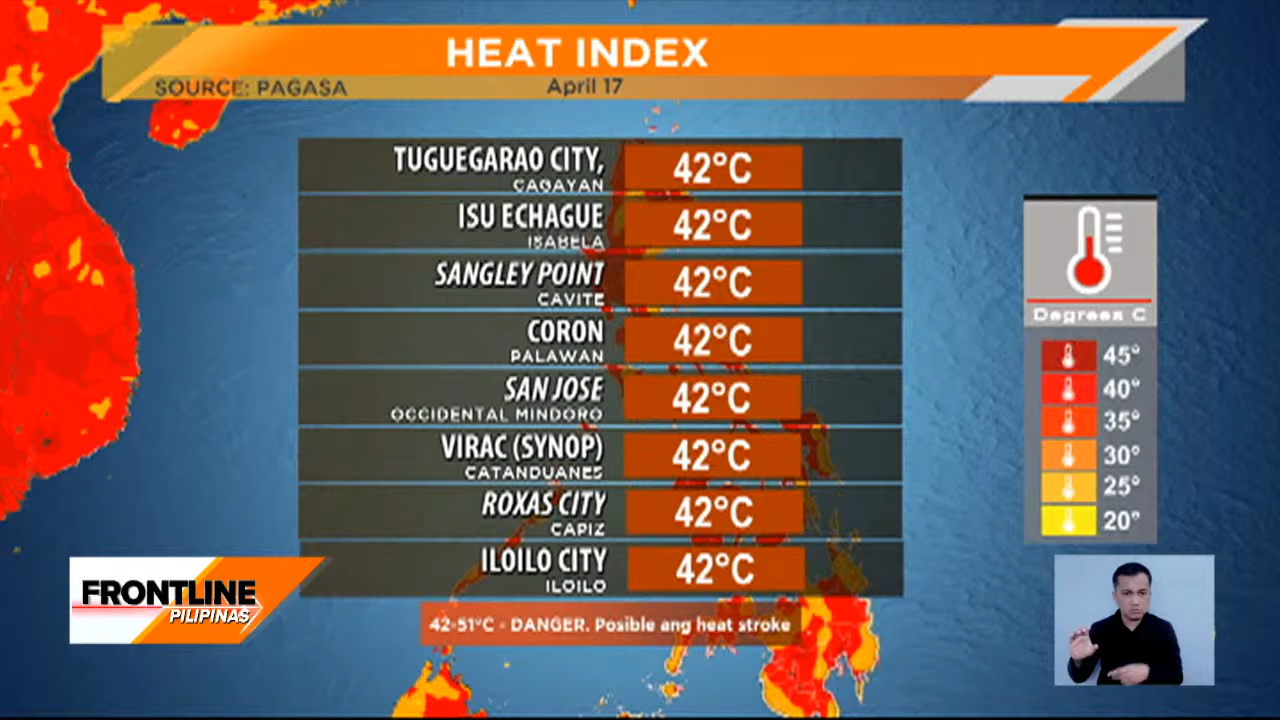 HEAT INDEX
SOURCE: PAGASA
April 17
TUGUEGARAO CITY,
CAGAYAN
42°C
ISU ECHAGUE
ISABELA
42°C
SANGLEY POINT
CAVITE
42°C
CORON
PALAWAN
42°C
SAN JOSE
OCCIDENTAL MINDORO
42°C
VIRAC (SYNOP)
CATANDUANES
42°C
ROXAS CITY
CAPIZ
42°C
ILOILO CITY
ILOILO
42°C
42-51°C - DANGER. Posible ang heat stroke
Degrees C
45°
40°
35°
30°
25°
20°
FRONTLINE
PILIPINAS